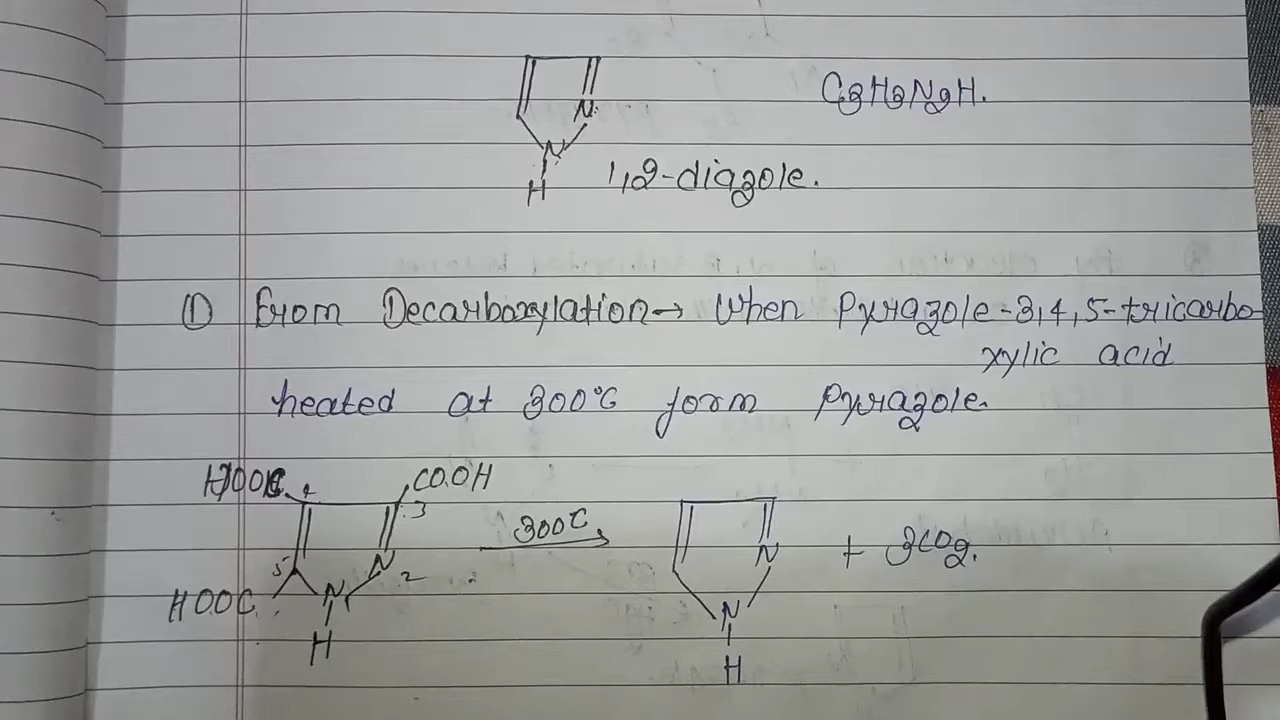 C3H3N2H.
N
N
H
1,2-diazole.
① From Decarboxylation→ When Pyrazole-3,4,5-tricarbo-
xylic acid
heated at 300°C form Pyrazole.
HOOC 4 COOH
3
300°C
5 N 2
HOOC N
H
N
N
H
+ 3CO2.